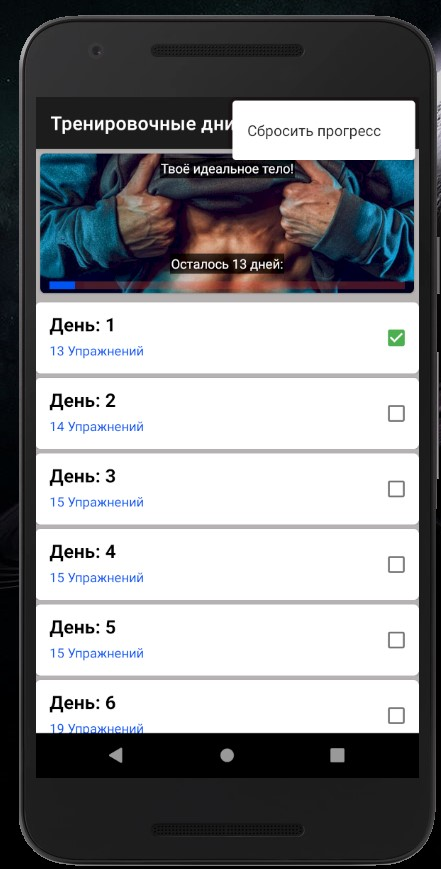 Тренировочные дни
Сбросить прогресс
Твоё идеальное тело!
Осталось 13 дней:
День: 1
13 Упражнений
День: 2
14 Упражнений
День: 3
15 Упражнений
День: 4
15 Упражнений
День: 5
15 Упражнений
День: 6
19 Упражнений